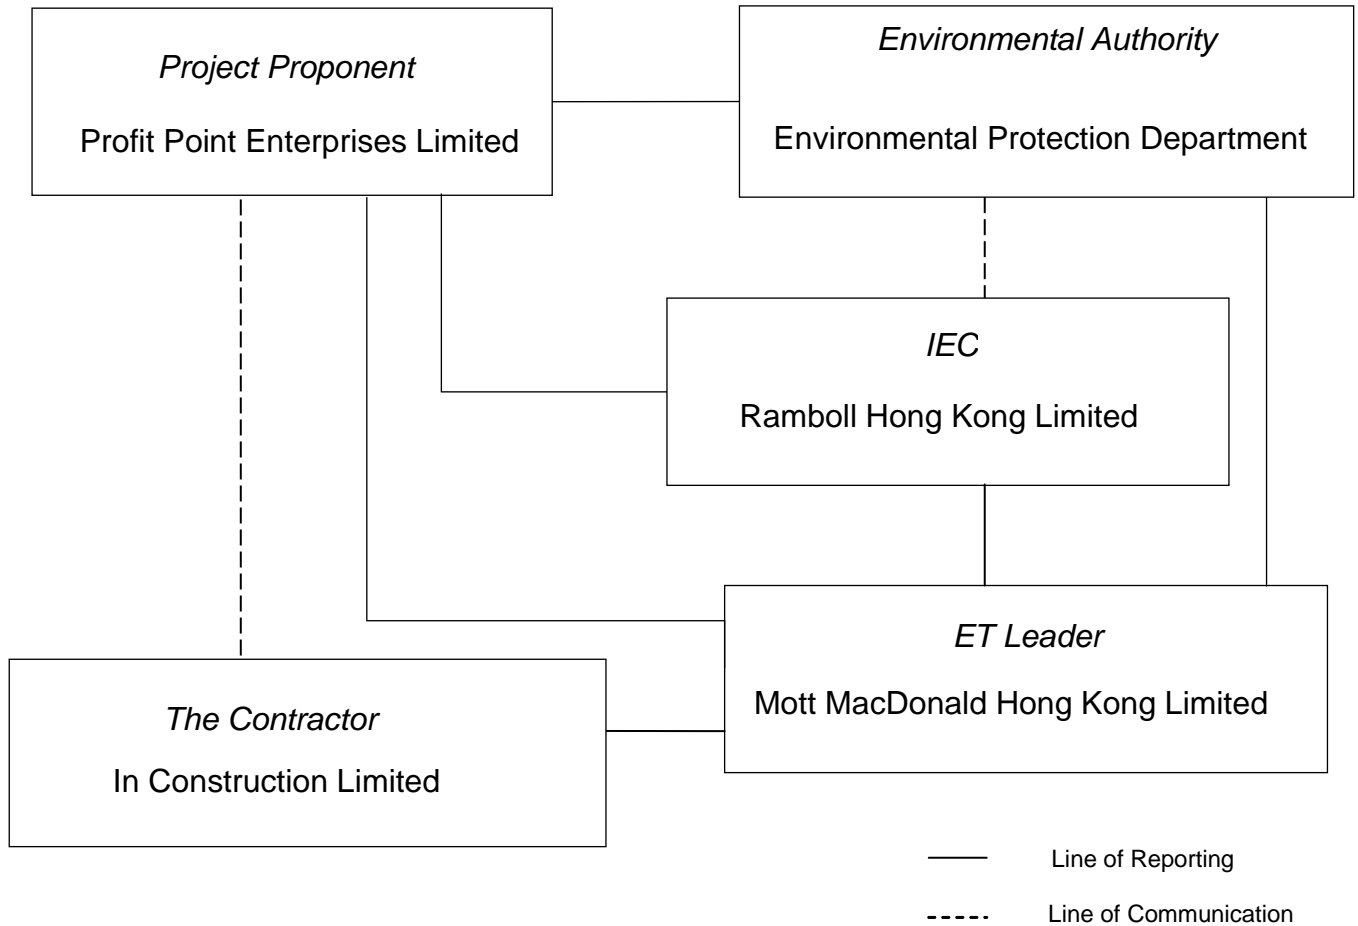 Project Proponent
Profit Point Enterprises Limited
Environmental Authority
Environmental Protection Department
IEC
Ramboll Hong Kong Limited
ET Leader
Mott MacDonald Hong Kong Limited
The Contractor
In Construction Limited
Line of Reporting
Line of Communication